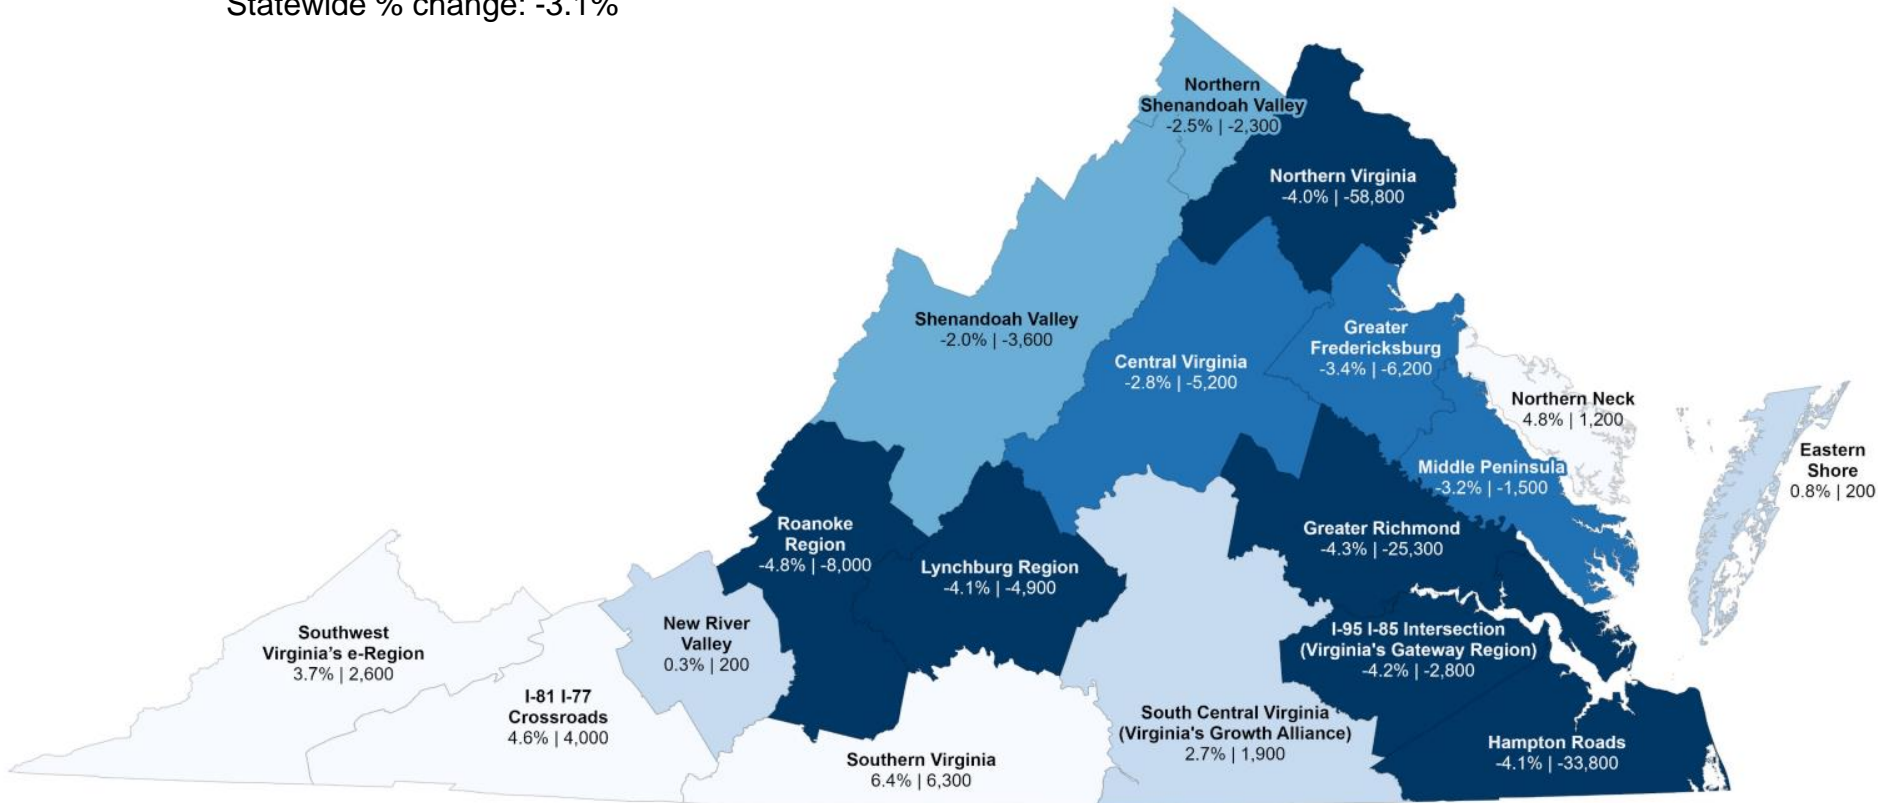 Statewide % change: -3.1%
Northern
Shenandoah Valley
-2.5% | -2,300
Northern Virginia
-4.0% | -58,800
Shenandoah Valley
-2.0% | -3,600
Central Virginia
-2.8% | -5,200
Greater
Fredericksburg
-3.4% | -6,200
Northern Neck
4.8% | 1,200
Eastern
Shore
0.8% | 200
Middle Peninsula
-3.2% | -1,500
Roanoke
Region
-4.8% | -8,000
Lynchburg Region
-4.1% | -4,900
Greater Richmond
-4.3% | -25,300
Southwest
Virginia's e-Region
3.7% | 2,600
New River
Valley
0.3% | 200
I-95 I-85 Intersection
(Virginia's Gateway Region)
-4.2% | -2,800
I-81 I-77
Crossroads
4.6% | 4,000
Southern Virginia
6.4% | 6,300
South Central Virginia
(Virginia's Growth Alliance)
2.7% | 1,900
Hampton Roads
-4.1% | -33,800